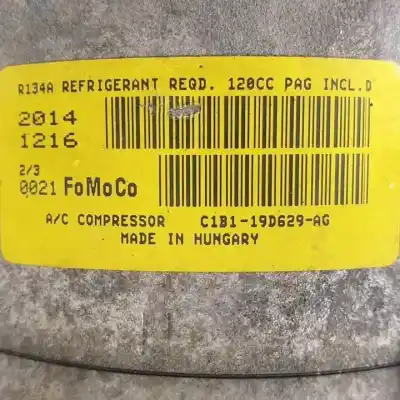 R134A REFRIGERANT REQD. 120CC PAG INCL.D
2014
1216
2/3
0021 FoMoCo
A/C COMPRESSOR C1B1-19D629-AG
MADE IN HUNGARY